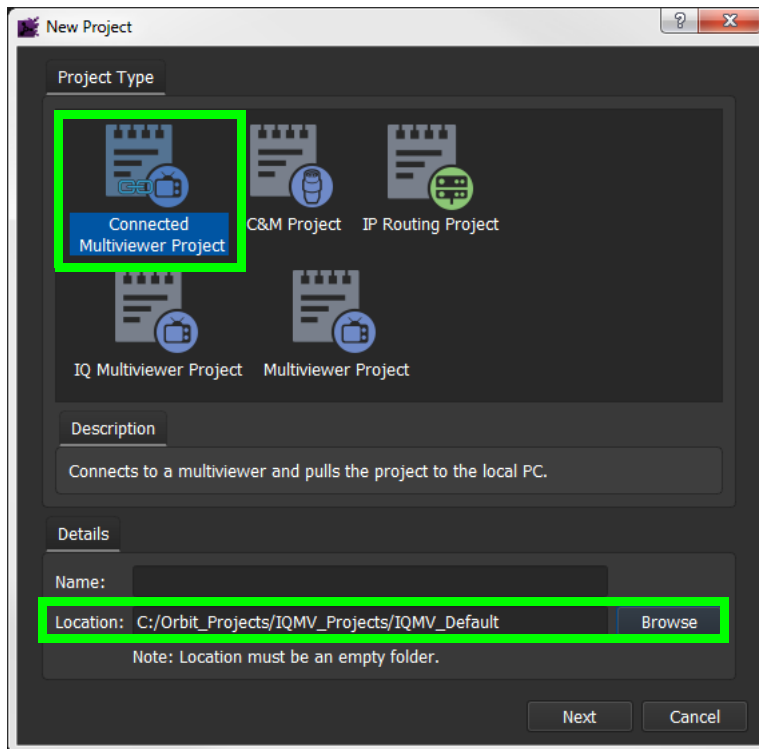 New Project
?
X
Project Type
Connected
Multiviewer Project
C&M Project
IP Routing Project
IQ Multiviewer Project
Multiviewer Project
Description
Connects to a multiviewer and pulls the project to the local PC.
Details
Name:
Location: C:/Orbit_Projects/IQMV_Projects/IQMV_Default Browse
Note: Location must be an empty folder.
Next Cancel